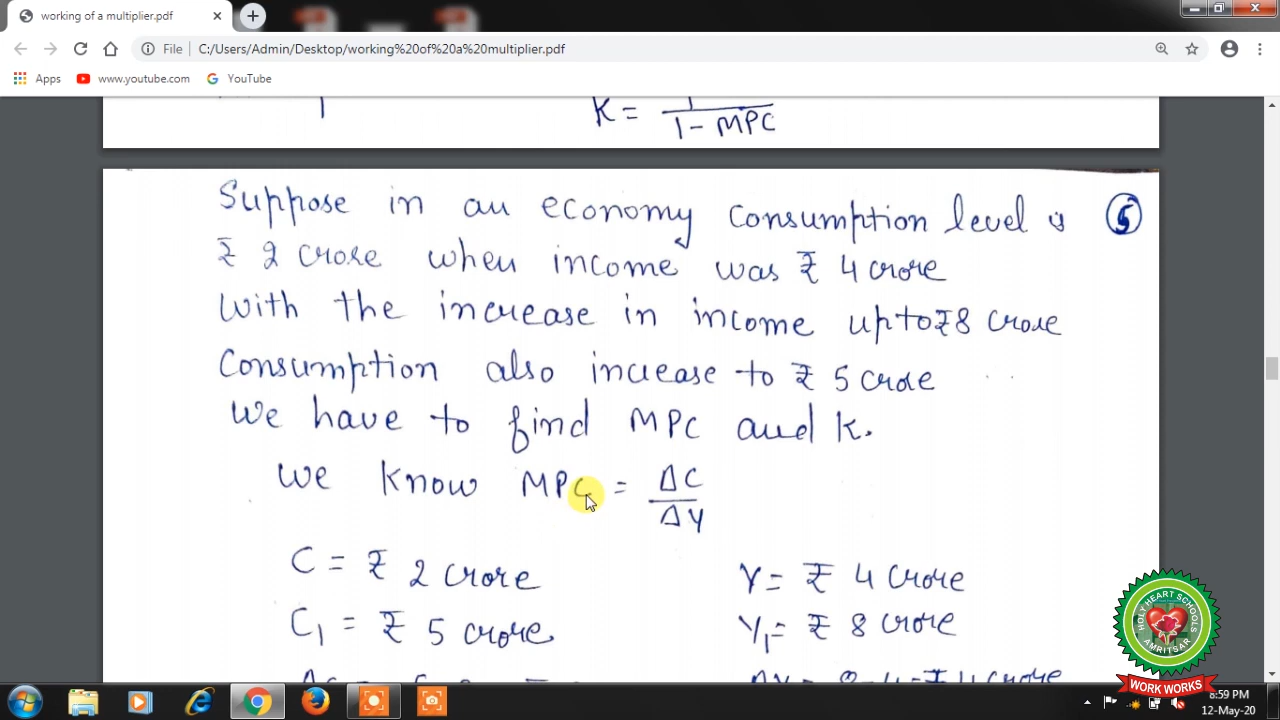 working of a multiplier.pdf
File | C:/Users/Admin/Desktop/working%20of%20a%20multiplier.pdf
Apps www.youtube.com YouTube
1 K = 1/(1 - MPC)
Suppose in an economy consumption level is 5
₹ 2 crore when income was ₹ 4 crore
With the increase in income upto ₹8 crore
Consumption also increase to ₹ 5 crore
We have to find MPC and k.
We know MPC = ΔC/ΔY
C = ₹ 2 crore Y = ₹ 4 crore
C₁ = ₹ 5 crore Y₁ = ₹ 8 crore
HOLY HEART SCHOOLS
AMRITSAR
WORK WORKS
8:59 PM
12-May-20